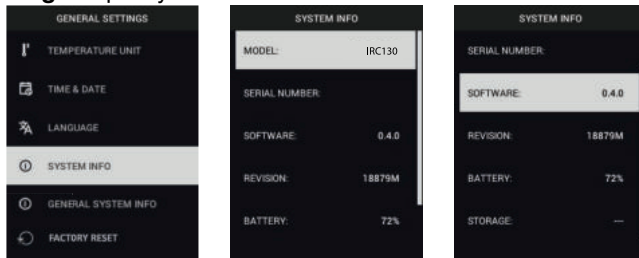 GENERAL SETTINGS
TEMPERATURE UNIT
TIME & DATE
LANGUAGE
SYSTEM INFO
GENERAL SYSTEM INFO
FACTORY RESET
SYSTEM INFO
MODEL: IRC130
SERIAL NUMBER:
SOFTWARE: 0.4.0
REVISION: 18879M
BATTERY: 72%
SYSTEM INFO
SERIAL NUMBER:
SOFTWARE: 0.4.0
REVISION: 18879M
BATTERY: 72%
STORAGE: ---